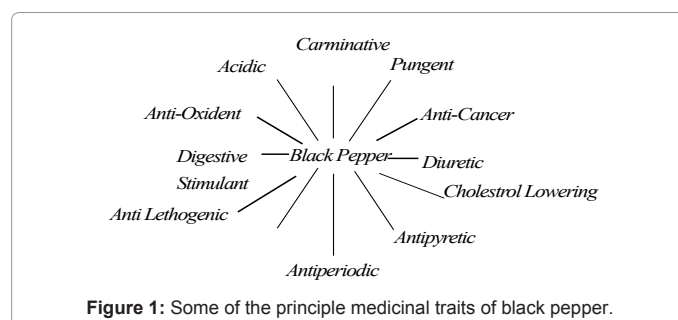 Carminative
Acidic
Pungent
Anti-Oxident
Anti-Cancer
Digestive
Black Pepper
Diuretic
Stimulant
Cholestrol Lowering
Anti Lethogenic
Antipyretic
Antiperiodic
Figure 1: Some of the principle medicinal traits of black pepper.